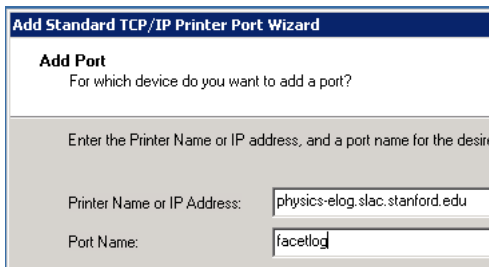 Add Standard TCP/IP Printer Port Wizard
Add Port
For which device do you want to add a port?
Enter the Printer Name or IP address, and a port name for the
Printer Name or IP Address: physics-elog.slac.stanford.edu
Port Name: facetlog